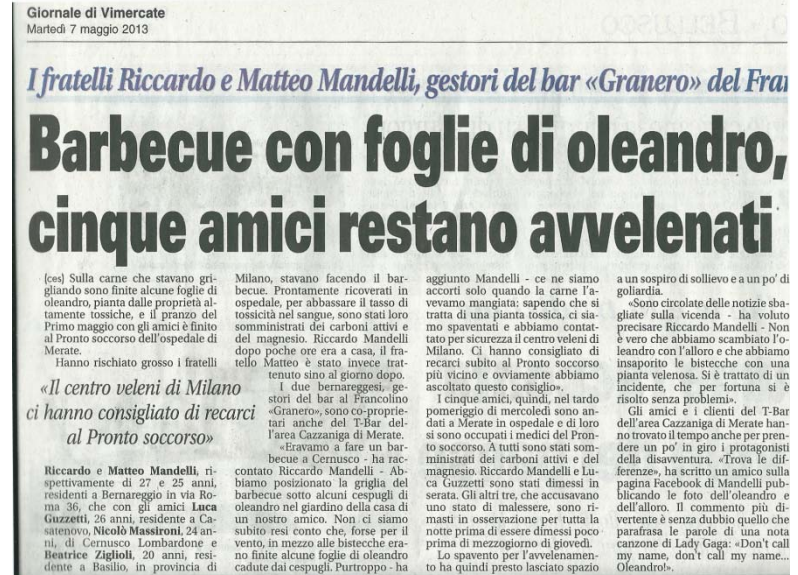 Giornale di Vimercate
Martedì 7 maggio 2013
I fratelli Riccardo e Matteo Mandelli, gestori del bar «Granero» del
Barbecue con foglie di oleandro,
cinque amici restano avvelenati
(ces) Sulla carne che stavano gri-
gliando sono finite alcune foglie di
oleandro, pianta dalle proprietà al-
tamente tossiche, e il pranzo del
Primo maggio con gli amici è finito
al Pronto soccorso dell'ospedale di
Merate.
Hanno rischiato grosso i fratelli
«Il centro veleni di Milano
ci hanno consigliato di recarci
al Pronto soccorso»
Riccardo e Matteo Mandelli, ri-
spettivamente di 27 e 25 anni,
residenti a Bernareggio in via Roma
36, che con gli amici Luca
Guzzetti, 26 anni, residente a Ca-
satenovo, Nicolò Massironi, 24 an-
ni, di Cernusco Lombardone e
Beatrice Ziglioli, 20 anni, resi-
dente a Basilio, in provincia di
Milano, stavano facendo il bar-
becue. Prontamente ricoverati in
ospedale, per abbassare il tasso di
tossicità nel sangue, sono stati loro
somministrati dei carboni attivi e
del magnesio. Riccardo Mandelli
dopo poche ore era a casa, il fra-
tello Matteo è stato invece trat-
tenuto sino al giorno dopo.
I due bernareggesi, ge-
stori del bar al Francolino
«Granero», sono co-proprie-
tari anche del T-Bar del-
l'area Cazzaniga di Merate.
«Eravamo a fare un bar-
becue a Cernusco - ha rac-
contato Riccardo Mandelli - Ab-
biamo posizionato la griglia del
barbecue sotto alcuni cespugli di
oleandro nel giardino della casa di
un nostro amico. Non ci siamo
subito resi conto che, forse per il
vento, in mezzo alle bistecche era-
no finite alcune foglie di oleandro
cadute dai cespugli. Purtroppo - ha
aggiunto Mandelli - ce ne siamo
accorti solo quando la carne l'a-
vevamo mangiata: sapendo che si
tratta di una pianta tossica, ci sia-
mo spaventati e abbiamo contat-
tato per sicurezza il centro veleni di
Milano. Ci hanno consigliato di
recarci subito al Pronto soccorso
più vicino e ovviamente abbiamo
ascoltato questo consiglio».
I cinque amici, quindi, nel tardo
pomeriggio di mercoledì sono an-
dati a Merate in ospedale e di loro
si sono occupati i medici del Pron-
to soccorso. A tutti sono stati som-
ministrati dei carboni attivi e del
magnesio. Riccardo Mandelli e Lu-
ca Guzzetti sono stati dimessi in
serata. Gli altri tre, che accusavano
uno stato di malessere, sono ri-
masti in osservazione per tutta la
notte prima di essere dimessi poco
prima di mezzogiorno di giovedì.
Lo spavento per l'avvelenamen-
to ha quindi presto lasciato spazio
a un sospiro di sollievo e a un po' di
goliardia.
«Sono circolate delle notizie sba-
gliate sulla vicenda - ha voluto
precisare Riccardo Mandelli - Non
è vero che abbiamo scambiato l'o-
leandro con l'alloro e che abbiamo
insaporito le bistecche con una
pianta velenosa. Si è trattato di un
incidente, che per fortuna si è
risolto senza problemi».
Gli amici e i clienti del T-Bar
dell'area Cazzaniga di Merate han-
no trovato il tempo anche per pren-
dere un po' in giro i protagonisti
della disavventura. «Trova le dif-
ferenze», ha scritto un amico sulla
pagina Facebook di Mandelli pub-
blicando le foto dell'oleandro e
dell'alloro. Il commento più di-
vertente è senza dubbio quello che
parafrasa le parole di una nota
canzone di Lady Gaga: «Don't call
my name, don't call my name...
Oleandro!».